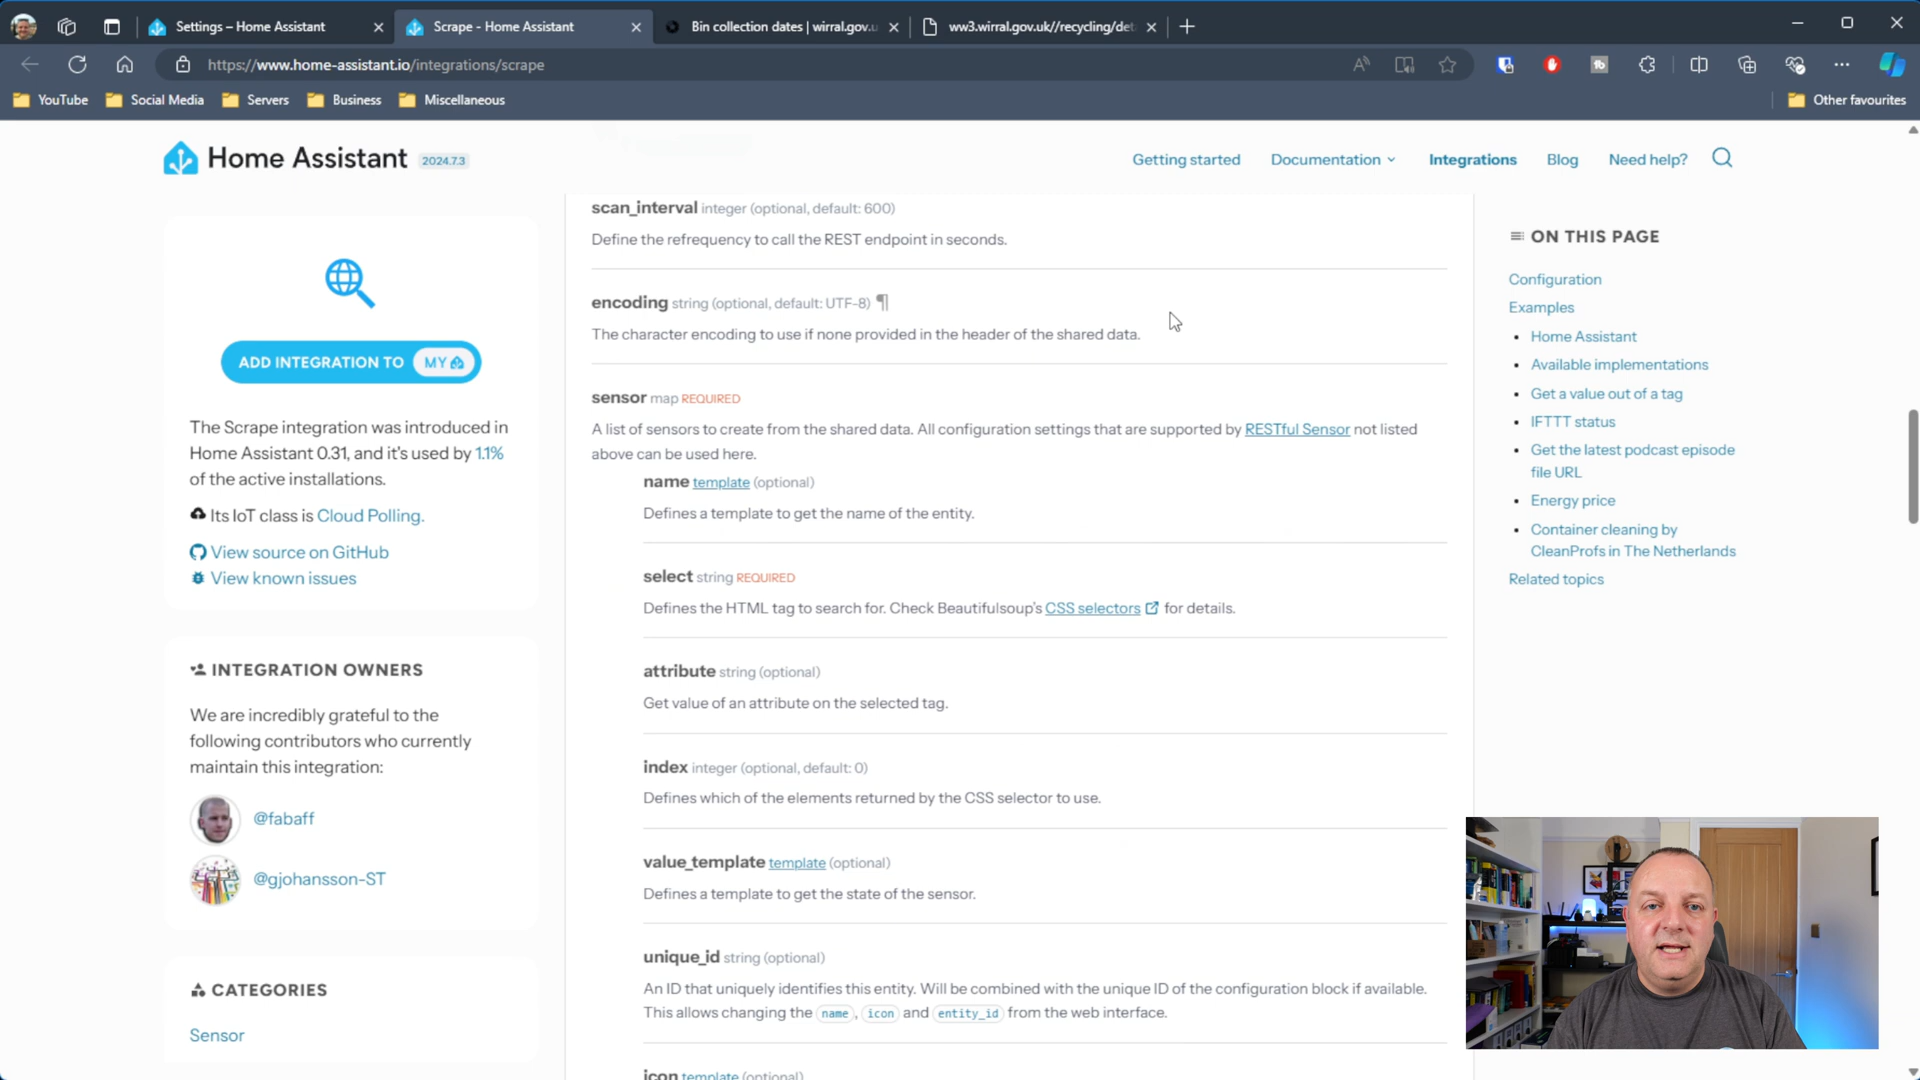 Settings – Home Assistant
Scrape - Home Assistant
Bin collection dates | wirral.gov.u
ww3.wirral.gov.uk//recycling/det
https://www.home-assistant.io/integrations/scrape
YouTube
Social Media
Servers
Business
Miscellaneous
Other favourites
Home Assistant 2024.7.3
Getting started
Documentation
Integrations
Blog
Need help?
ADD INTEGRATION TO MY
The Scrape integration was introduced in
Home Assistant 0.31, and it's used by 1.1%
of the active installations.
Its IoT class is Cloud Polling.
View source on GitHub
View known issues
INTEGRATION OWNERS
We are incredibly grateful to the
following contributors who currently
maintain this integration:
@fabaff
@gjohansson-ST
CATEGORIES
Sensor
scan_interval integer (optional, default: 600)
Define the refrequency to call the REST endpoint in seconds.
encoding string (optional, default: UTF-8) ¶
The character encoding to use if none provided in the header of the shared data.
sensor map REQUIRED
A list of sensors to create from the shared data. All configuration settings that are supported by RESTful Sensor not listed
above can be used here.
name template (optional)
Defines a template to get the name of the entity.
select string REQUIRED
Defines the HTML tag to search for. Check Beautifulsoup's CSS selectors for details.
attribute string (optional)
Get value of an attribute on the selected tag.
index integer (optional, default: 0)
Defines which of the elements returned by the CSS selector to use.
value_template template (optional)
Defines a template to get the state of the sensor.
unique_id string (optional)
An ID that uniquely identifies this entity. Will be combined with the unique ID of the configuration block if available.
This allows changing the name, icon and entity_id from the web interface.
icon template (optional)
ON THIS PAGE
Configuration
Examples
Home Assistant
Available implementations
Get a value out of a tag
IFTTT status
Get the latest podcast episode
file URL
Energy price
Container cleaning by
CleanProfs in The Netherlands
Related topics